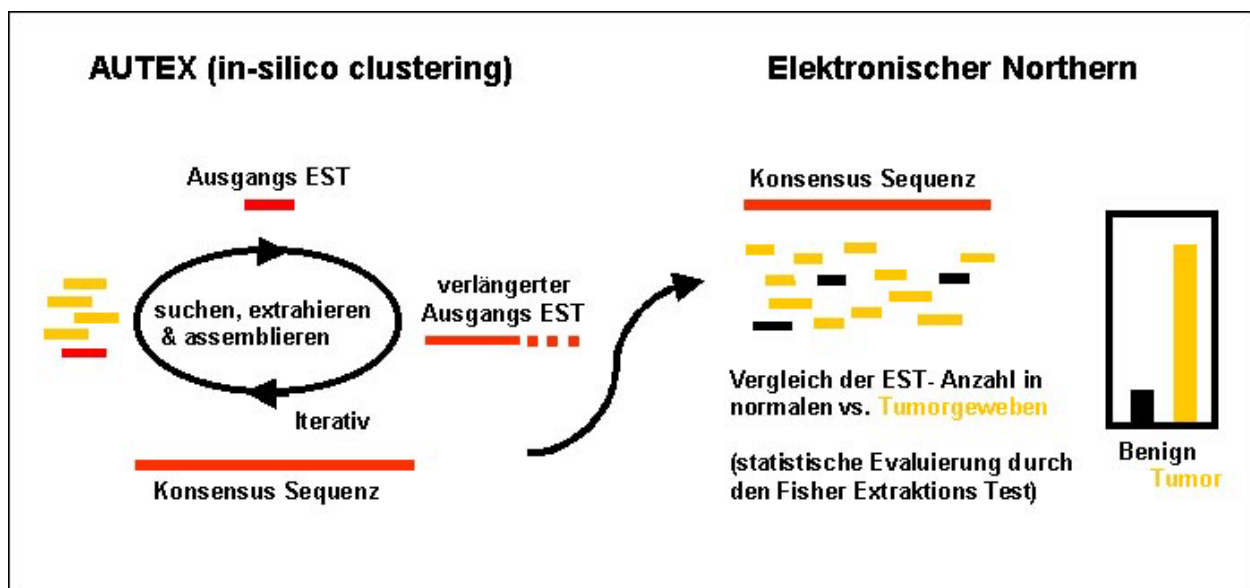 AUTEX (in-silico clustering)
Elektronischer Northern
Ausgangs EST
suchen, extrahieren
& assemblieren
verlängerter
Ausgangs EST
Iterativ
Konsensus Sequenz
Konsensus Sequenz
Vergleich der EST- Anzahl in
normalen vs. Tumorgeweben
(statistische Evaluierung durch
den Fisher Extraktions Test)
Benign
Tumor